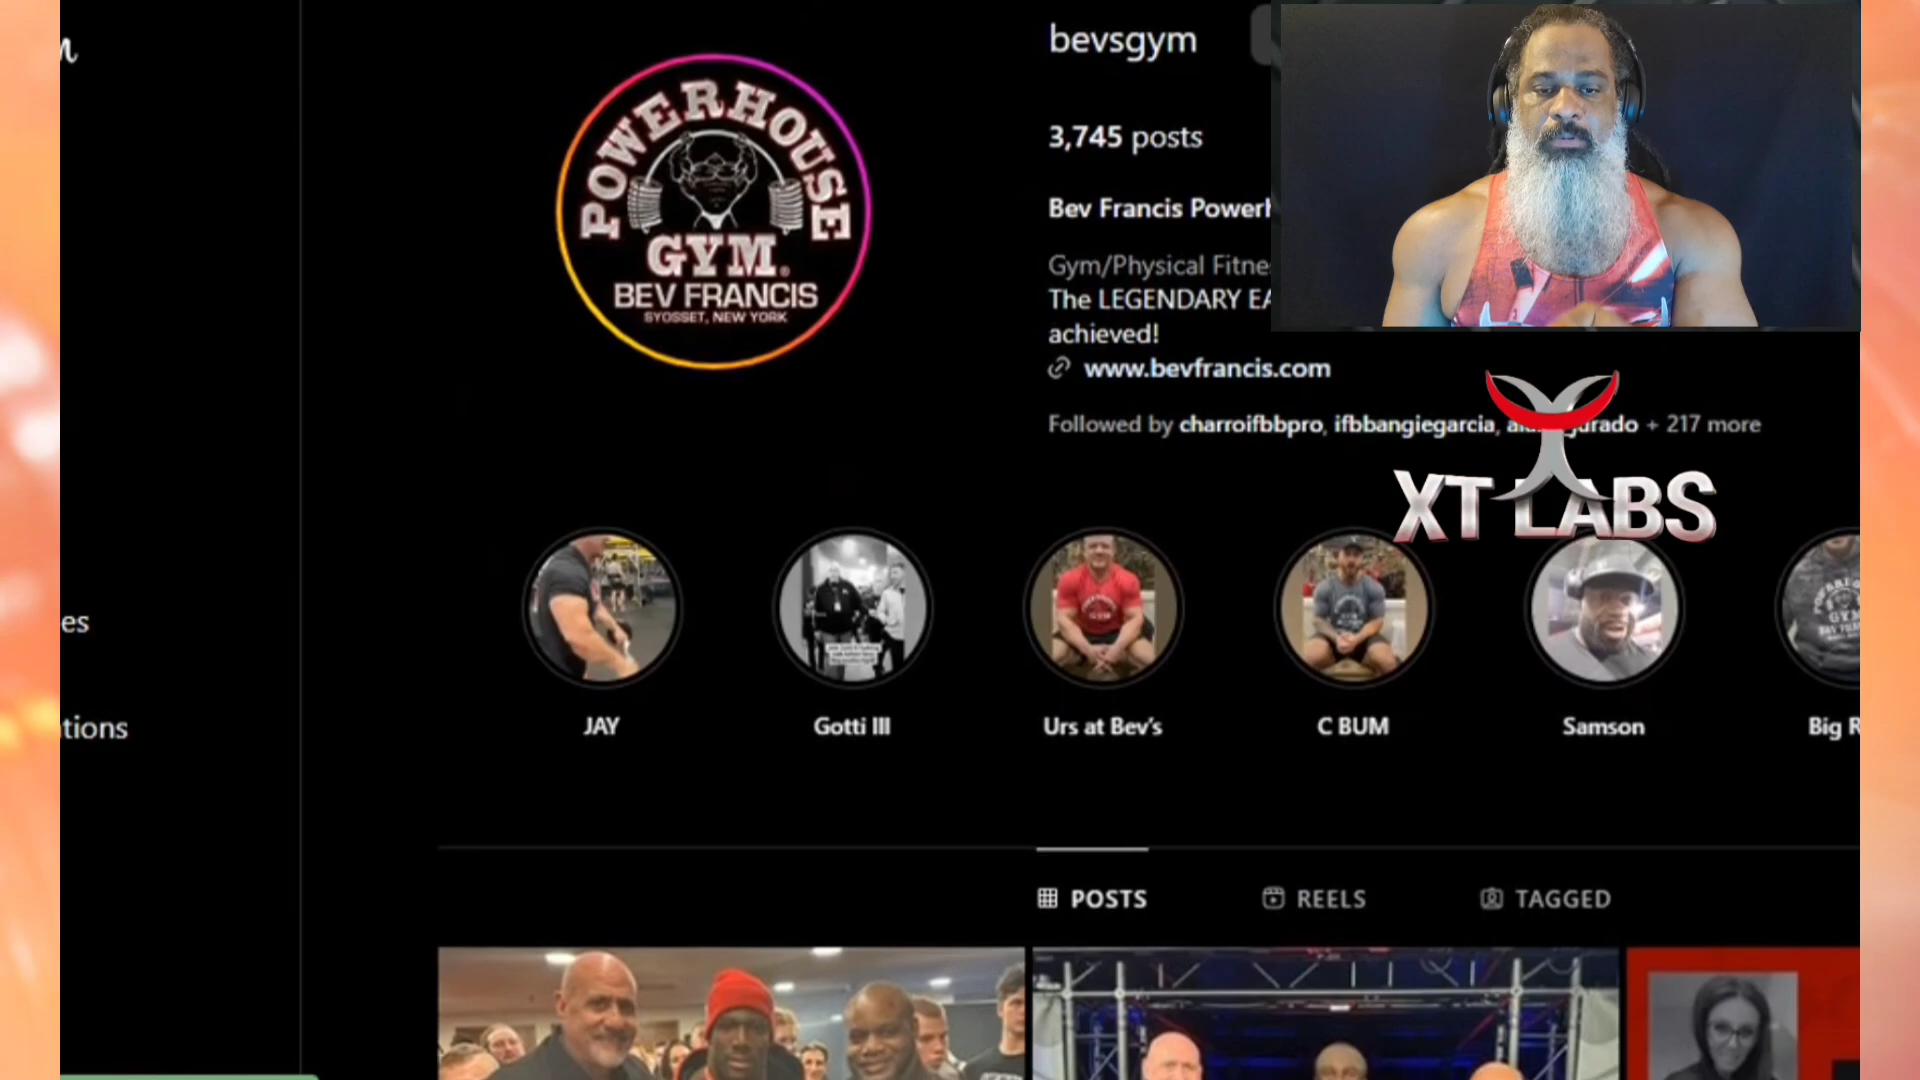 bevsgym
3,745 posts
Bev Francis Power
Gym/Physical Fitne
The LEGENDARY EA
achieved!
www.bevfrancis.com
Followed by charroifbbpro, ifbbangiegarcia, + 217 more
POWERHOUSE
GYM®
BEV FRANCIS
SYOSSET, NEW YORK
XT LABS
es
tions
JAY
Gotti III
Urs at Bev's
C BUM
Samson
Big R
POSTS
REELS
TAGGED